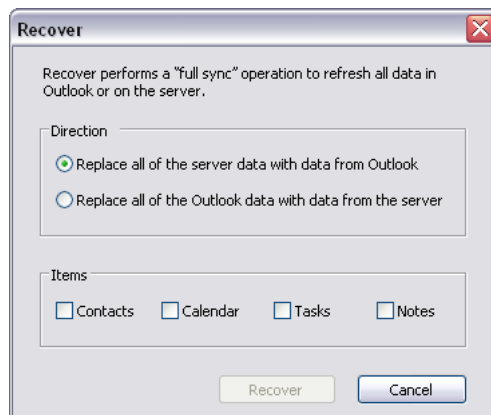 Recover
Recover performs a "full sync" operation to refresh all data in
Outlook or on the server.
Direction
Replace all of the server data with data from Outlook
Replace all of the Outlook data with data from the server
Items
Contacts Calendar Tasks Notes
Recover Cancel